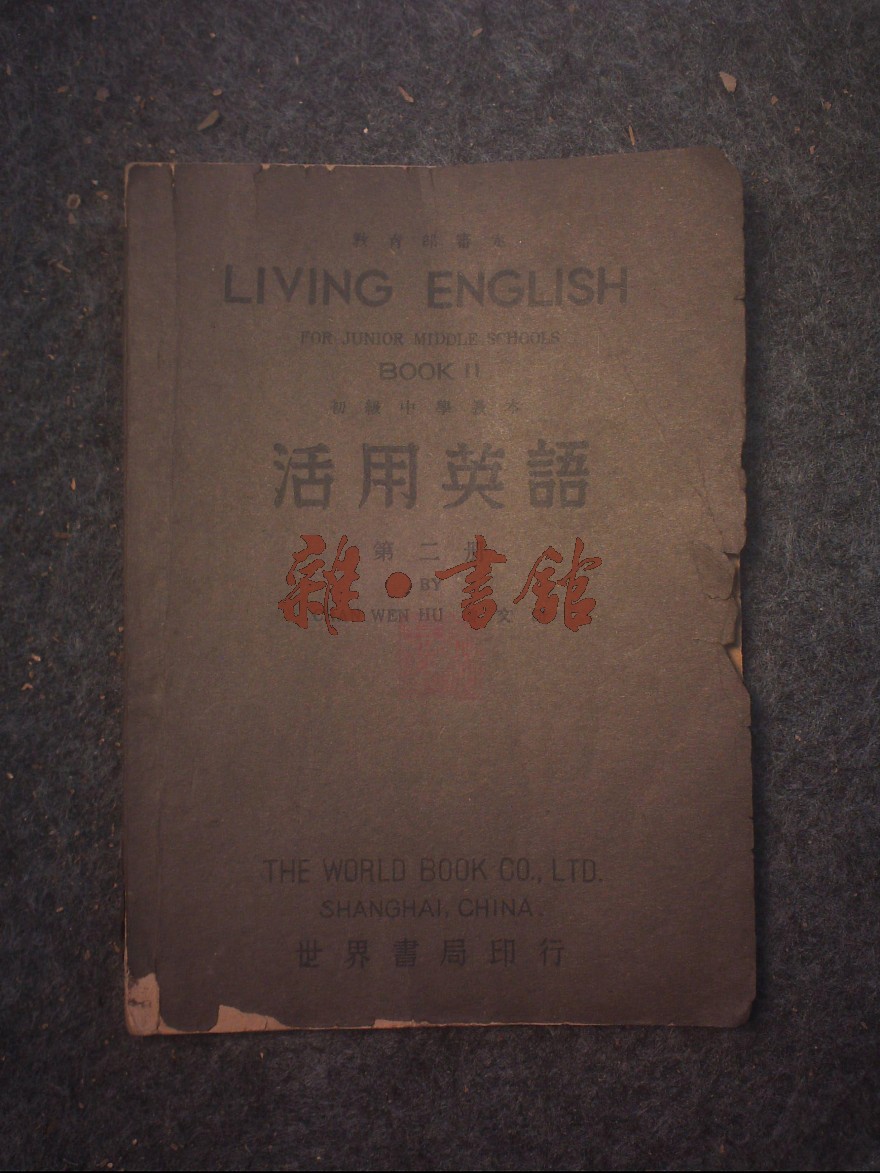 教育部審定
LIVING ENGLISH
FOR JUNIOR MIDDLE SCHOOLS
BOOK II
初級中學教本
活用英語
第二册
雜·書館
BY
WEN HU 文
THE WORLD BOOK CO., LTD.
SHANGHAI, CHINA.
世界書局印行